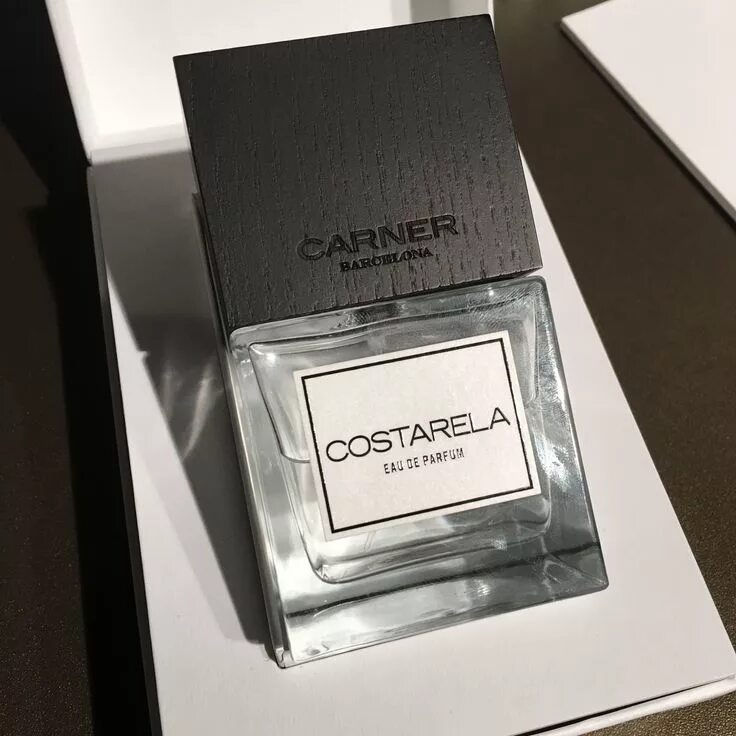 CARNER
BARCELONA
COSTARELA
EAU DE PARFUM